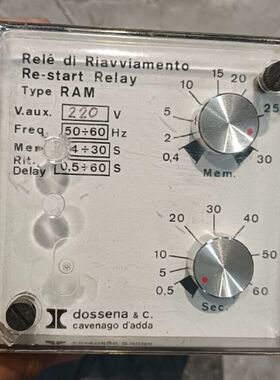 Relé di Riavviamento
Re-start Relay
Type RAM
V.aux. 220 V
Freq 50÷60 Hz
Mem 4÷30 S
Rit.
Delay 0.5÷60 S
0,4 2 5 10 15 20 25 30
Mem.
0,5 5 10 20 30 40 50 60
Sec.
dossena & c.
cavenago d'adda